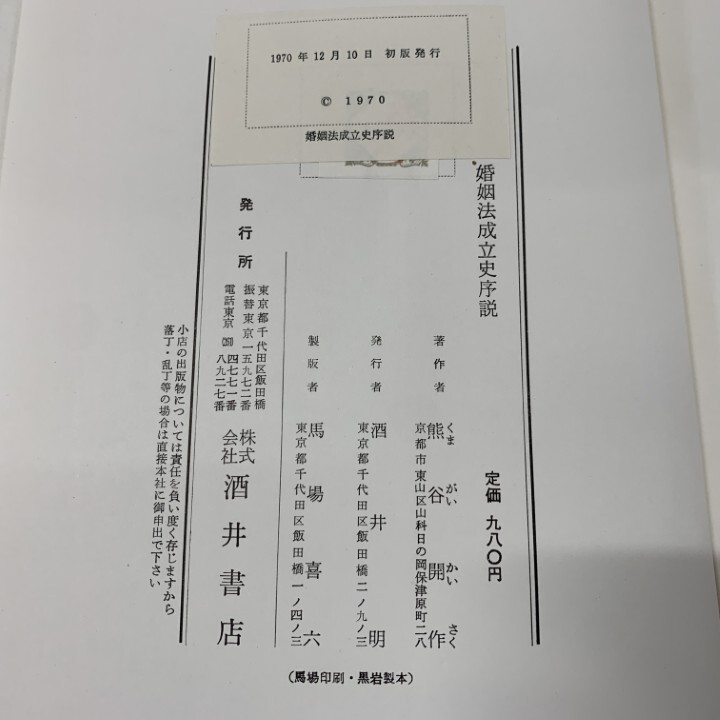 1970年12月10日 初版発行
© 1970
婚姻法成立史序説
婚姻法成立史序説
定価 九八〇円
著作者 熊谷開作
くま がい かい さく
京都市東山区山科日の岡保津原町二八
発行者 酒井明
東京都千代田区飯田橋二ノ九ノ三
製版者 馬場喜六
東京都千代田区飯田橋一ノ四ノ三
発行所
東京都千代田区飯田橋
振替東京一五九七二番
電話東京
四七七一番
八九二七番
株式会社 酒井書店
小店の出版物については責任を負い度く存じますから
落丁・乱丁等の場合は直接本社に御申出で下さい
(馬場印刷・黒岩製本)